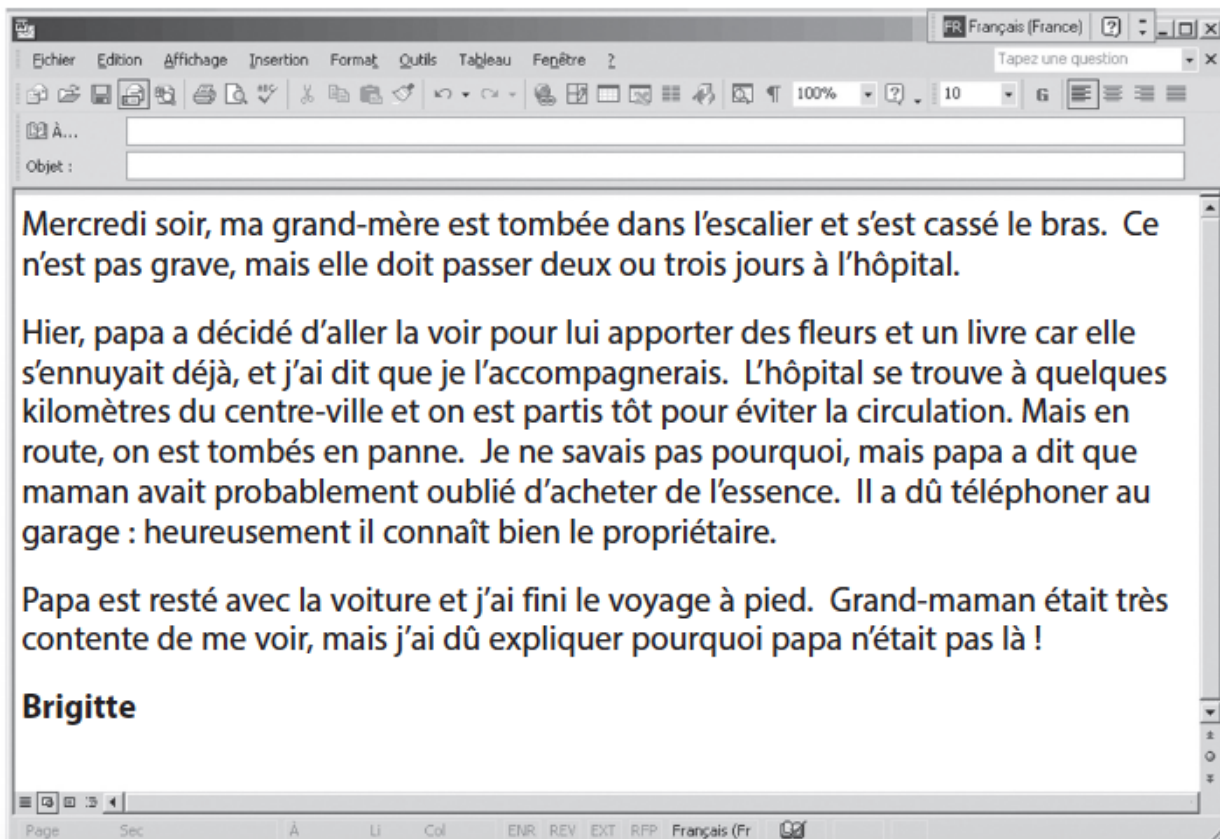 FR Français (France)
Fichier Edition Affichage Insertion Format Outils Tableau Fenêtre ? Tapez une question
100% 10 G
À...
Objet :
Mercredi soir, ma grand-mère est tombée dans l’escalier et s’est cassé le bras. Ce
n’est pas grave, mais elle doit passer deux ou trois jours à l’hôpital.
Hier, papa a décidé d’aller la voir pour lui apporter des fleurs et un livre car elle
s’ennuyait déjà, et j’ai dit que je l’accompagnerais. L’hôpital se trouve à quelques
kilomètres du centre-ville et on est partis tôt pour éviter la circulation. Mais en
route, on est tombés en panne. Je ne savais pas pourquoi, mais papa a dit que
maman avait probablement oublié d’acheter de l’essence. Il a dû téléphoner au
garage : heureusement il connaît bien le propriétaire.
Papa est resté avec la voiture et j’ai fini le voyage à pied. Grand-maman était très
contente de me voir, mais j’ai dû expliquer pourquoi papa n’était pas là !
Brigitte
Page Sec À Li Col ENR REV EXT RFP Français (Fr